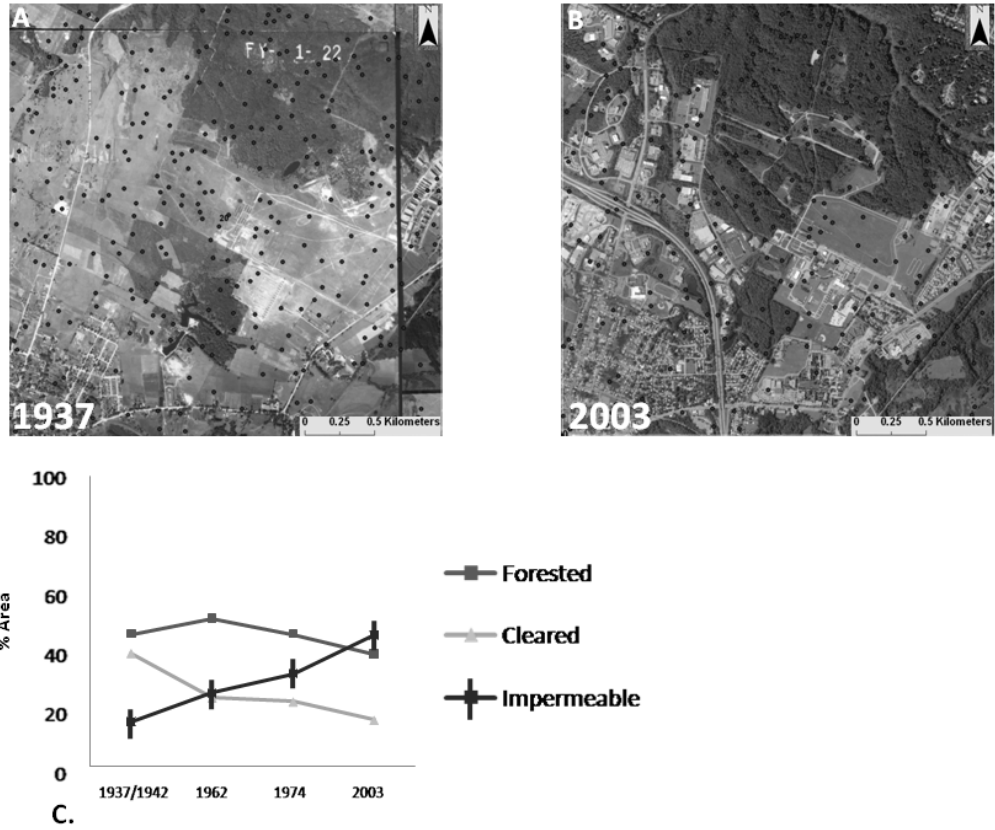 A
N
FY- 1- 22
20
1937
0 0.25 0.5 Kilometers
B
N
2003
0 0.25 0.5 Kilometers
100
80
60
40
20
0
% Area
1937/1942 1962 1974 2003
Forested
Cleared
Impermeable
C.